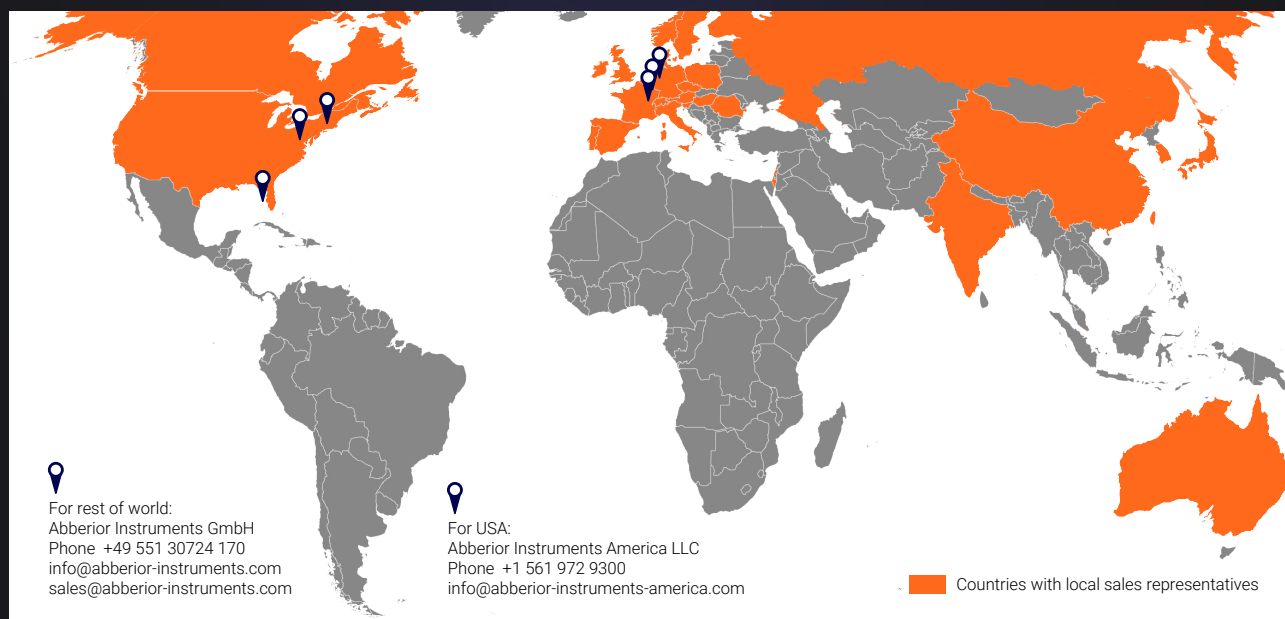 For rest of world:
Abberior Instruments GmbH
Phone +49 551 30724 170
info@abberior-instruments.com
sales@abberior-instruments.com
For USA:
Abberior Instruments America LLC
Phone +1 561 972 9300
info@abberior-instruments-america.com
Countries with local sales representatives